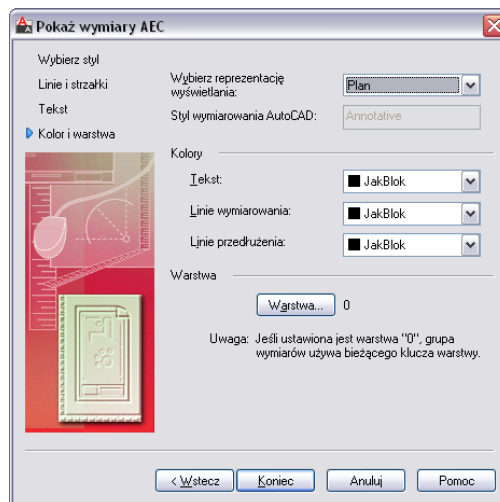 Pokaż wymiary AEC
Wybierz styl
Linie i strzałki
Tekst
Kolor i warstwa
Wybierz reprezentację
wyświetlania:
Plan
Styl wymiarowania AutoCAD:
Annotative
Kolory
Tekst:
JakBlok
Linie wymiarowania:
JakBlok
Linie przedłużenia:
JakBlok
Warstwa
Warstwa...
0
Uwaga: Jeśli ustawiona jest warstwa "0", grupa
wymiarów używa bieżącego klucza warstwy.
< Wstecz
Koniec
Anuluj
Pomoc